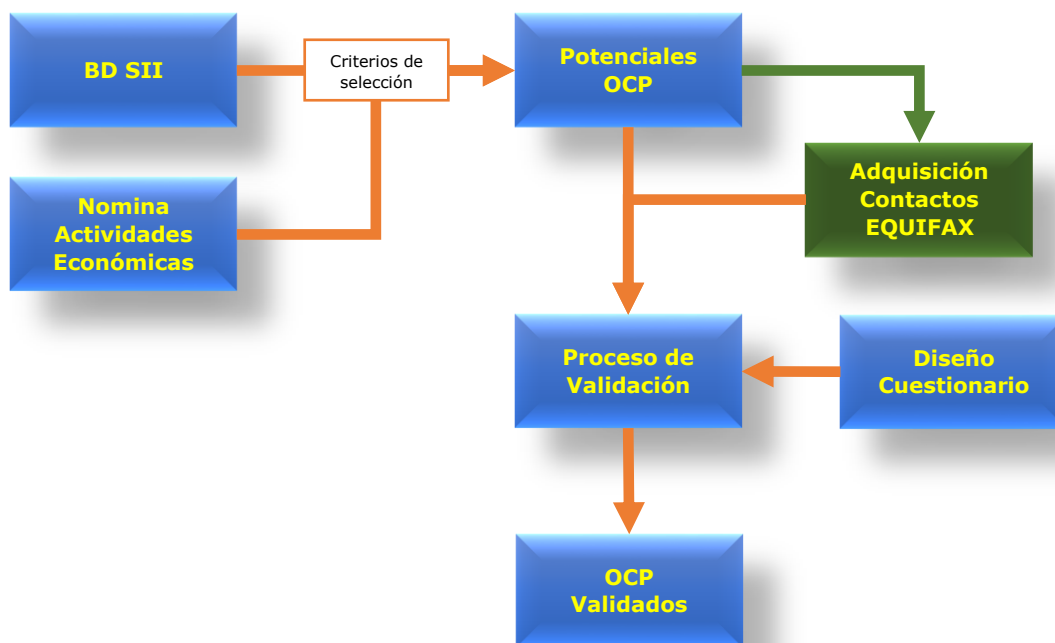 BD SII
Criterios de
selección
Potenciales
OCP
Nomina
Actividades
Económicas
Adquisición
Contactos
EQUIFAX
Proceso de
Validación
Diseño
Cuestionario
OCP
Validados